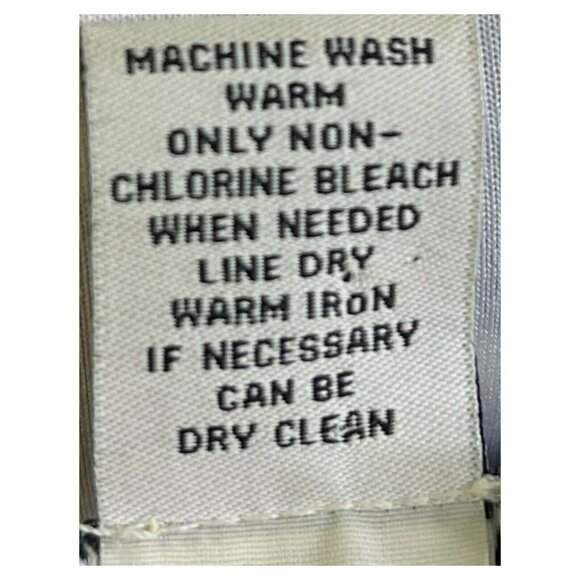 MACHINE WASH
WARM
ONLY NON-
CHLORINE BLEACH
WHEN NEEDED
LINE DRY
WARM IRON
IF NECESSARY
CAN BE
DRY CLEAN